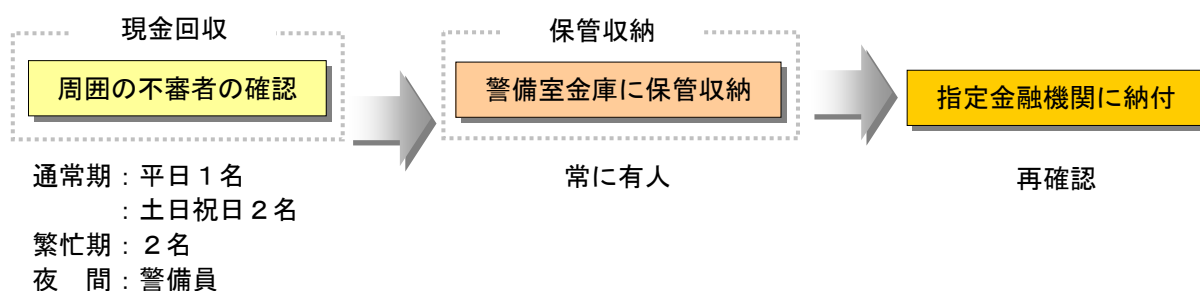 現金回収
周囲の不審者の確認
通常期：平日１名
：土日祝日２名
繁忙期：２名
夜　間：警備員
保管収納
警備室金庫に保管収納
常に有人
指定金融機関に納付
再確認